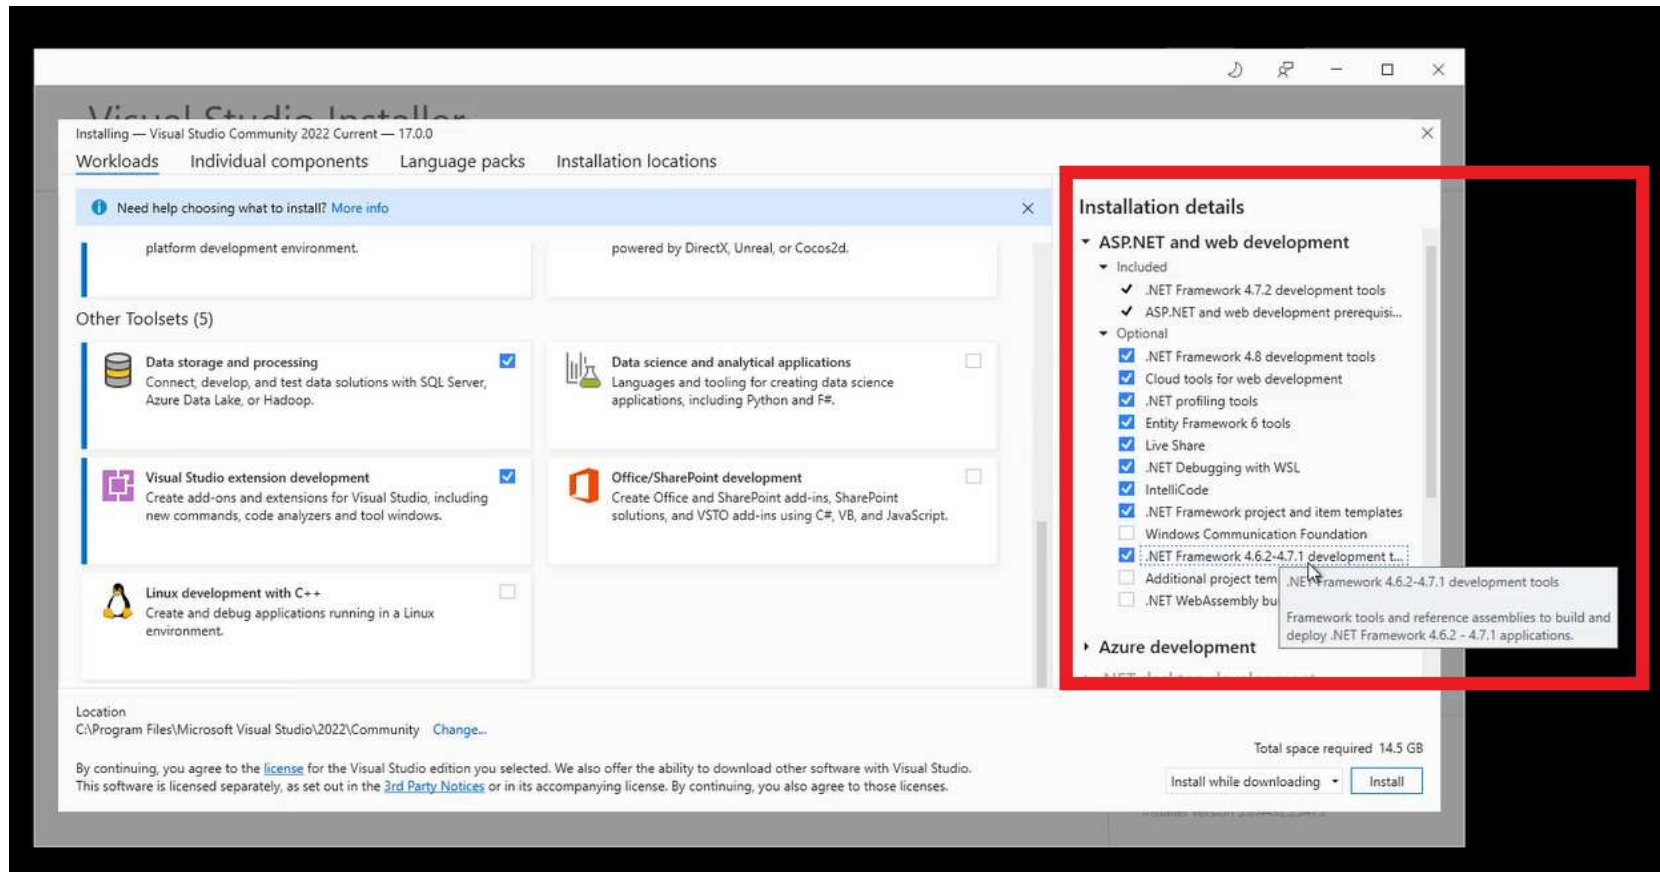 Visual Studio Installer
Installing — Visual Studio Community 2022 Current — 17.0.0
Workloads Individual components Language packs Installation locations
Need help choosing what to install? More info
platform development environment.
powered by DirectX, Unreal, or Cocos2d.
Other Toolsets (5)
Data storage and processing
Connect, develop, and test data solutions with SQL Server,
Azure Data Lake, or Hadoop.
Data science and analytical applications
Languages and tooling for creating data science
applications, including Python and F#.
Visual Studio extension development
Create add-ons and extensions for Visual Studio, including
new commands, code analyzers and tool windows.
Office/SharePoint development
Create Office and SharePoint add-ins, SharePoint
solutions, and VSTO add-ins using C#, VB, and JavaScript.
Linux development with C++
Create and debug applications running in a Linux
environment.
Installation details
ASP.NET and web development
Included
.NET Framework 4.7.2 development tools
ASP.NET and web development prerequisi...
Optional
.NET Framework 4.8 development tools
Cloud tools for web development
.NET profiling tools
Entity Framework 6 tools
Live Share
.NET Debugging with WSL
IntelliCode
.NET Framework project and item templates
Windows Communication Foundation
.NET Framework 4.6.2-4.7.1 development t...
Additional project tem
.NET WebAssembly bu
.NET Framework 4.6.2-4.7.1 development tools
Framework tools and reference assemblies to build and
deploy .NET Framework 4.6.2 - 4.7.1 applications.
Azure development
Location
C:\Program Files\Microsoft Visual Studio\2022\Community Change...
By continuing, you agree to the license for the Visual Studio edition you selected. We also offer the ability to download other software with Visual Studio.
This software is licensed separately, as set out in the 3rd Party Notices or in its accompanying license. By continuing, you also agree to those licenses.
Total space required 14.5 GB
Install while downloading Install